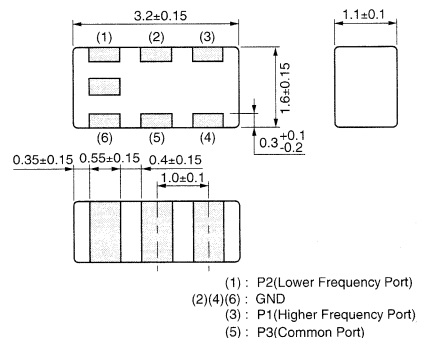 3.2±0.15
1.1±0.1
(1) (2) (3)
1.6±0.15
(6) (5) (4)
0.3 +0.1 -0.2
0.35±0.15 0.55±0.15 0.4±0.15
1.0±0.1
(1) : P2(Lower Frequency Port)
(2)(4)(6) : GND
(3) : P1(Higher Frequency Port)
(5) : P3(Common Port)